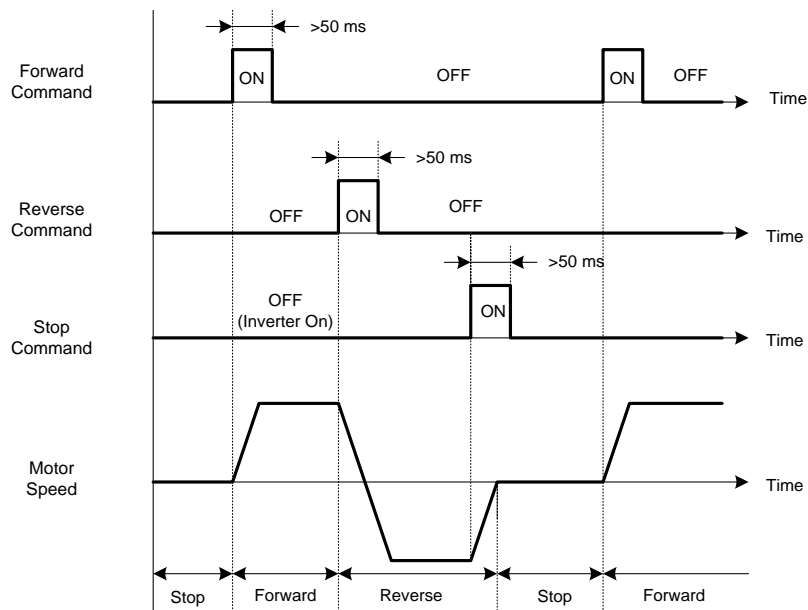 >50 ms
Forward
Command
ON
OFF
ON
OFF
Time
>50 ms
Reverse
Command
OFF
ON
OFF
Time
>50 ms
Stop
Command
OFF
(Inverter On)
ON
Time
Motor
Speed
Time
Stop
Forward
Reverse
Stop
Forward